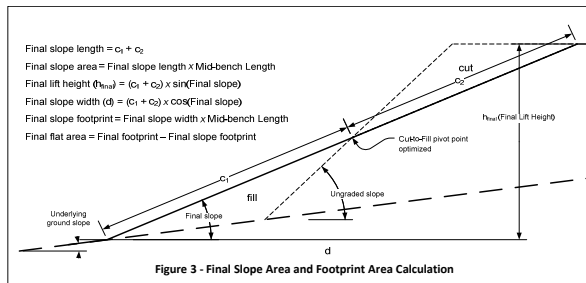 Final slope length = c₁ + c₂
Final slope area = Final slope length x Mid-bench Length
Final lift height (hfinal) = (c₁ + c₂) x sin(Final slope)
Final slope width (d) = (c₁ + c₂) x cos(Final slope)
Final slope footprint = Final slope width x Mid-bench Length
Final flat area = Final footprint – Final slope footprint
cut
c₂
hfinal (Final Lift Height)
Cut-to-Fill pivot point
optimized
c₁
fill
Ungraded slope
Underlying
ground slope
Final slope
d
Figure 3 - Final Slope Area and Footprint Area Calculation